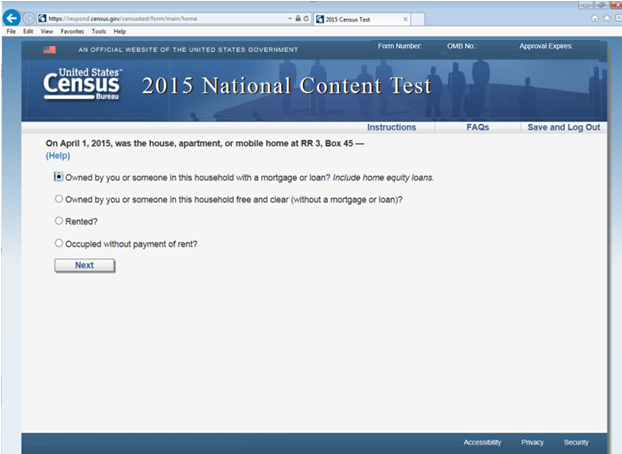 https://respond.census.gov/censustest/form/main/home
2015 Census Test
File Edit View Favorites Tools Help
AN OFFICIAL WEBSITE OF THE UNITED STATES GOVERNMENT
Form Number: OMB No.: Approval Expires:
United States™
Census
Bureau
2015 National Content Test
Instructions FAQs Save and Log Out
On April 1, 2015, was the house, apartment, or mobile home at RR 3, Box 45 —
(Help)
Owned by you or someone in this household with a mortgage or loan? Include home equity loans.
Owned by you or someone in this household free and clear (without a mortgage or loan)?
Rented?
Occupied without payment of rent?
Next
Accessibility Privacy Security